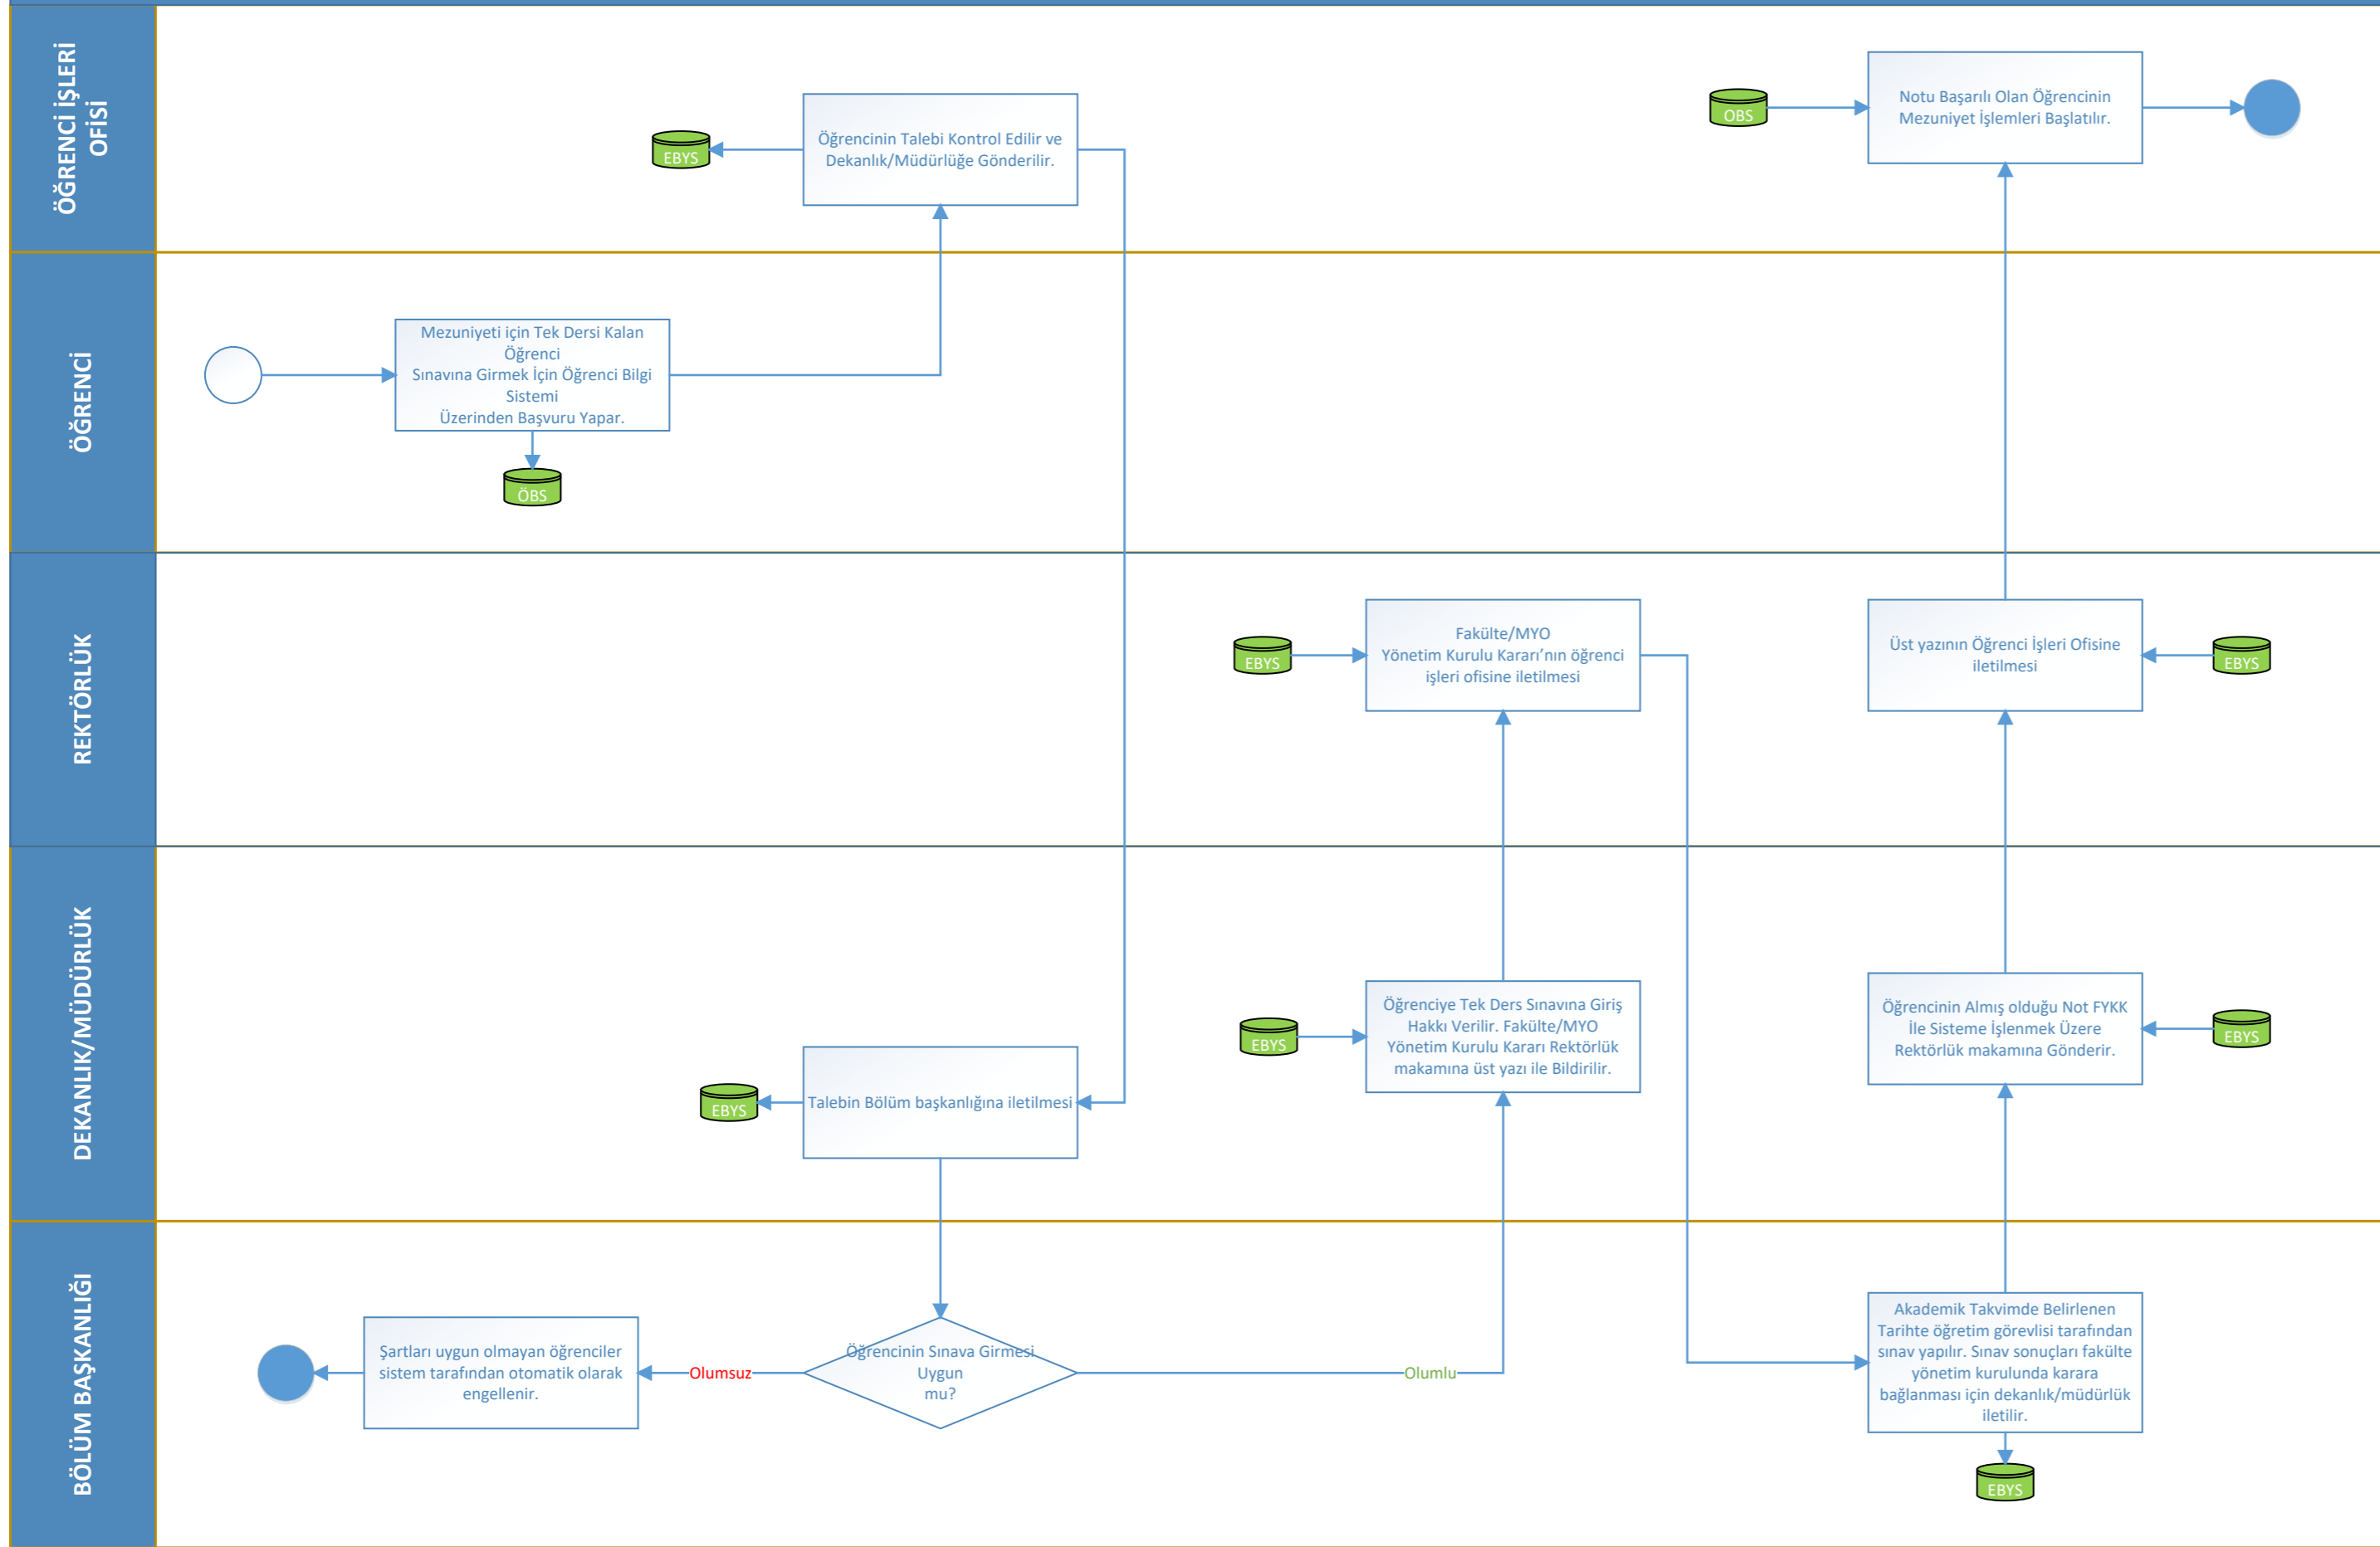 ÖĞRENCİ İŞLERİ
OFİSİ
EBYS
Öğrencinin Talebi Kontrol Edilir ve
Dekanlık/Müdürlüğe Gönderilir.
OBS
Notu Başarılı Olan Öğrencinin
Mezuniyet İşlemleri Başlatılır.
ÖĞRENCİ
Mezuniyeti için Tek Dersi Kalan
Öğrenci
Sınavına Girmek İçin Öğrenci Bilgi
Sistemi
Üzerinden Başvuru Yapar.
ÖBS
REKTÖRLÜK
EBYS
Fakülte/MYO
Yönetim Kurulu Kararı’nın öğrenci
işleri ofisine iletilmesi
Üst yazının Öğrenci İşleri Ofisine
iletilmesi
EBYS
DEKANLIK/MÜDÜRLÜK
EBYS
Talebin Bölüm başkanlığına iletilmesi
EBYS
Öğrenciye Tek Ders Sınavına Giriş
Hakkı Verilir. Fakülte/MYO
Yönetim Kurulu Kararı Rektörlük
makamına üst yazı ile Bildirilir.
Öğrencinin Almış olduğu Not FYKK
İle Sisteme İşlenmek Üzere
Rektörlük makamına Gönderir.
EBYS
BÖLÜM BAŞKANLIĞI
Şartları uygun olmayan öğrenciler
sistem tarafından otomatik olarak
engellenir.
Olumsuz
Öğrencinin Sınava Girmesi
Uygun
mu?
Olumlu
Akademik Takvimde Belirlenen
Tarihte öğretim görevlisi tarafından
sınav yapılır. Sınav sonuçları fakülte
yönetim kurulunda karara
bağlanması için dekanlık/müdürlük
iletilir.
EBYS